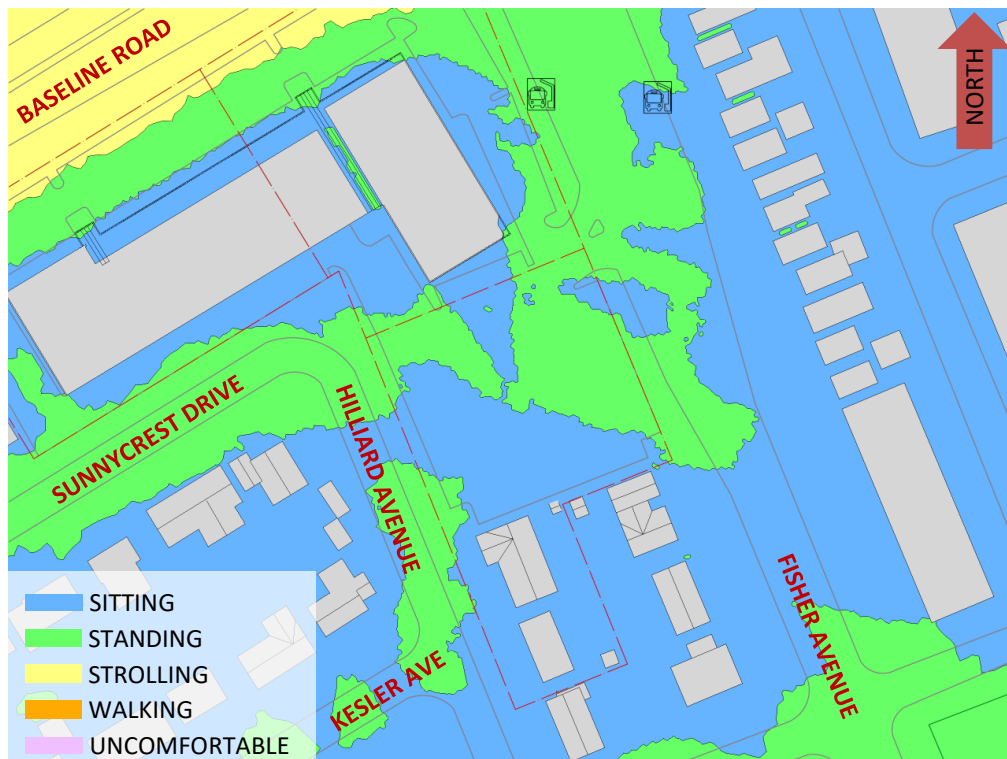 BASELINE ROAD
NORTH
SUNNYCREST DRIVE
HILLIARD AVENUE
FISHER AVENUE
KESLER AVE
SITTING
STANDING
STROLLING
WALKING
UNCOMFORTABLE